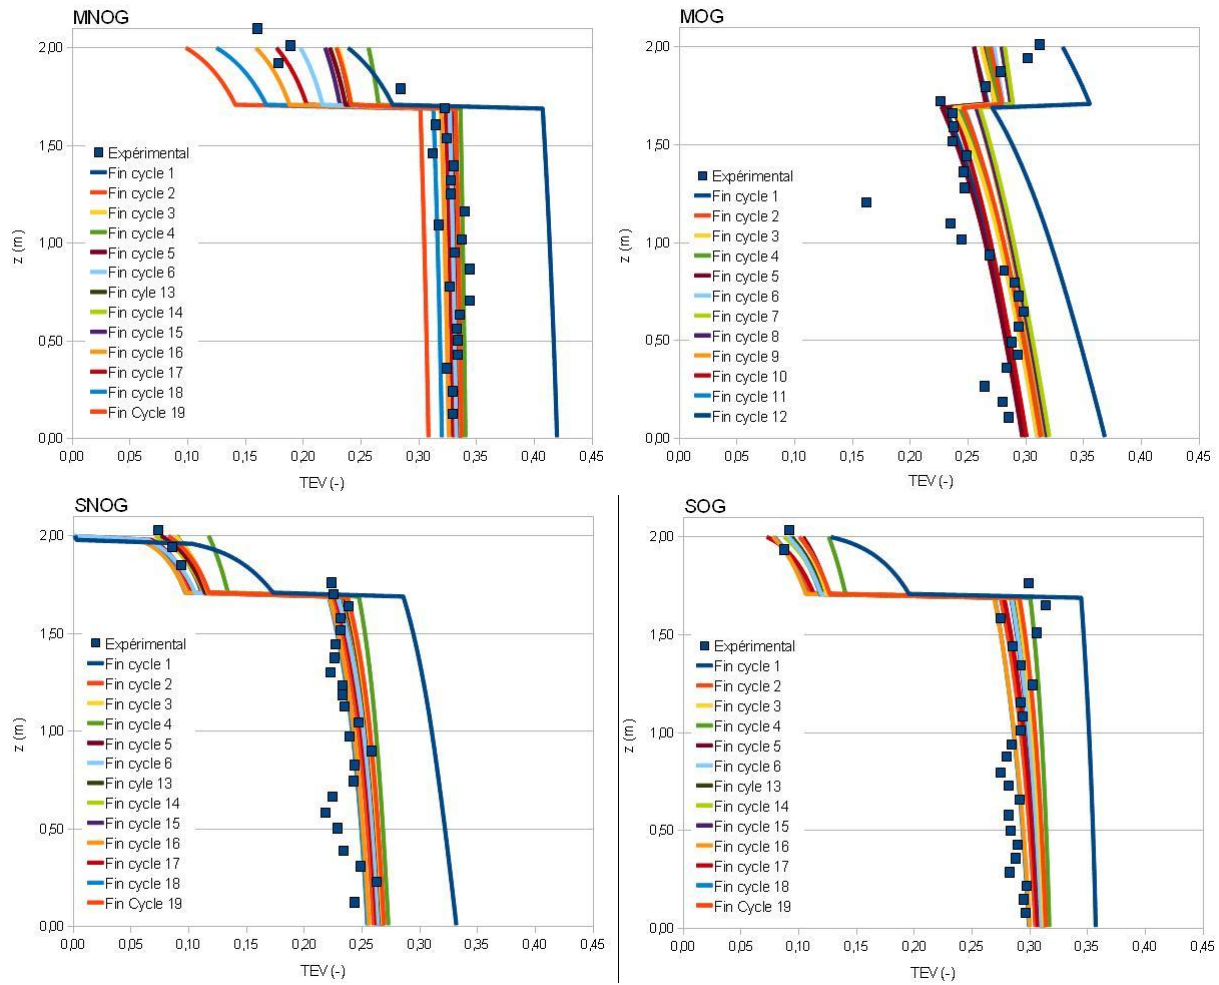 MNOG
2,00
1,50
1,00
0,50
0,00
z (m)
Expérimental
Fin cycle 1
Fin cycle 2
Fin cycle 3
Fin cycle 4
Fin cycle 5
Fin cycle 6
Fin cyle 13
Fin cycle 14
Fin cycle 15
Fin cycle 16
Fin cycle 17
Fin cycle 18
Fin Cycle 19
0,00 0,05 0,10 0,15 0,20 0,25 0,30 0,35 0,40 0,45
TEV (-)
MOG
2,00
1,50
1,00
0,50
0,00
z (m)
Expérimental
Fin cycle 1
Fin cycle 2
Fin cycle 3
Fin cycle 4
Fin cycle 5
Fin cycle 6
Fin cycle 7
Fin cycle 8
Fin cycle 9
Fin cycle 10
Fin cycle 11
Fin cycle 12
0,00 0,05 0,10 0,15 0,20 0,25 0,30 0,35 0,40 0,45
TEV (-)
SNOG
2,00
1,50
1,00
0,50
0,00
z (m)
Expérimental
Fin cycle 1
Fin cycle 2
Fin cycle 3
Fin cycle 4
Fin cycle 5
Fin cycle 6
Fin cyle 13
Fin cycle 14
Fin cycle 15
Fin cycle 16
Fin cycle 17
Fin cycle 18
Fin Cycle 19
0,00 0,05 0,10 0,15 0,20 0,25 0,30 0,35 0,40 0,45
TEV (-)
SOG
2,00
1,50
1,00
0,50
0,00
z (m)
Expérimental
Fin cycle 1
Fin cycle 2
Fin cycle 3
Fin cycle 4
Fin cycle 5
Fin cycle 6
Fin cyle 13
Fin cycle 14
Fin cycle 15
Fin cycle 16
Fin cycle 17
Fin cycle 18
Fin Cycle 19
0,00 0,05 0,10 0,15 0,20 0,25 0,30 0,35 0,40 0,45
TEV (-)